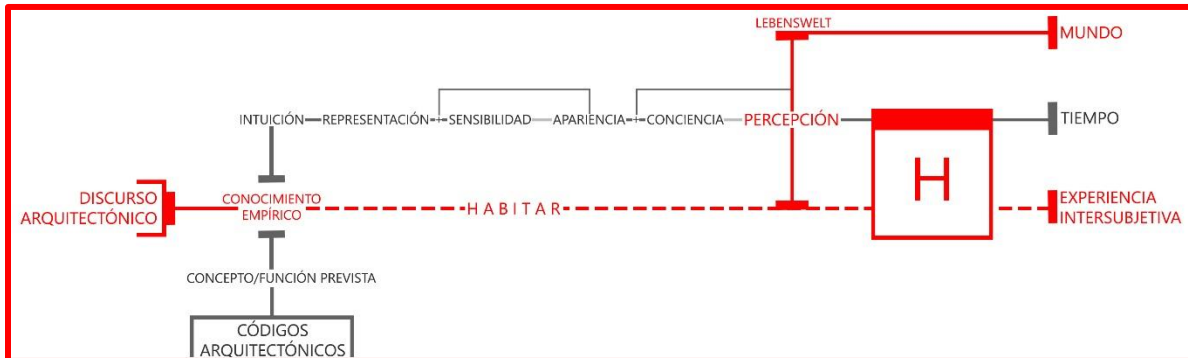 LEBENSWELT
MUNDO
INTUICIÓN REPRESENTACIÓN SENSIBILIDAD APARIENCIA CONCIENCIA PERCEPCIÓN TIEMPO
H
DISCURSO
ARQUITECTÓNICO
CONOCIMIENTO
EMPÍRICO
HABITAR
EXPERIENCIA
INTERSUBJETIVA
CONCEPTO/FUNCIÓN PREVISTA
CÓDIGOS
ARQUITECTÓNICOS